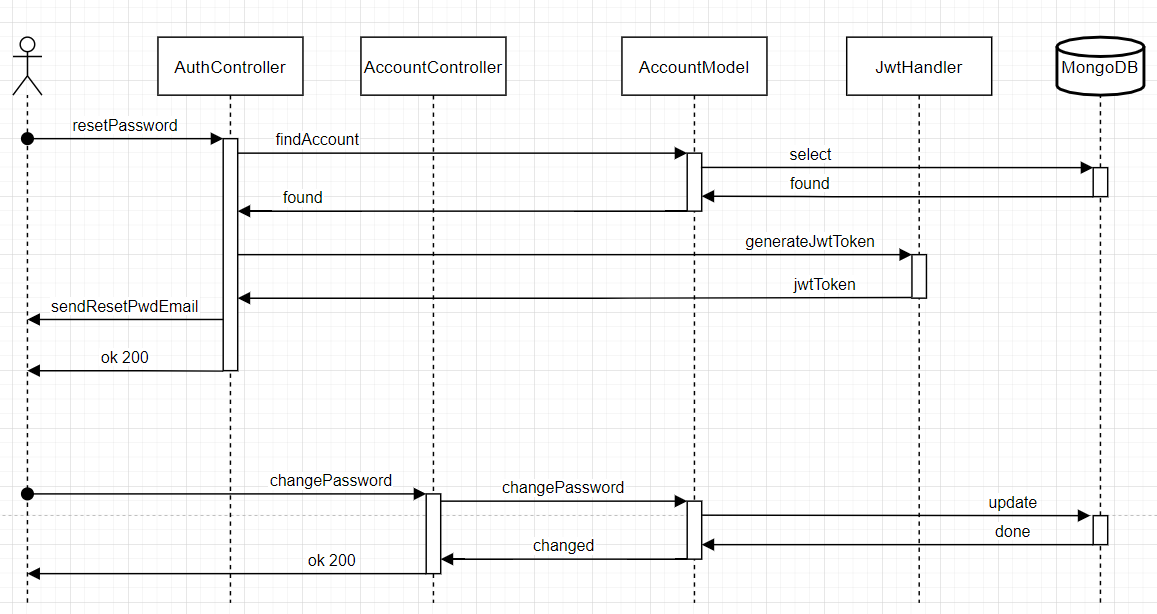 AuthController
AccountController
AccountModel
JwtHandler
MongoDB
resetPassword
findAccount
select
found
found
generateJwtToken
jwtToken
sendResetPwdEmail
ok 200
changePassword
changePassword
update
done
changed
ok 200